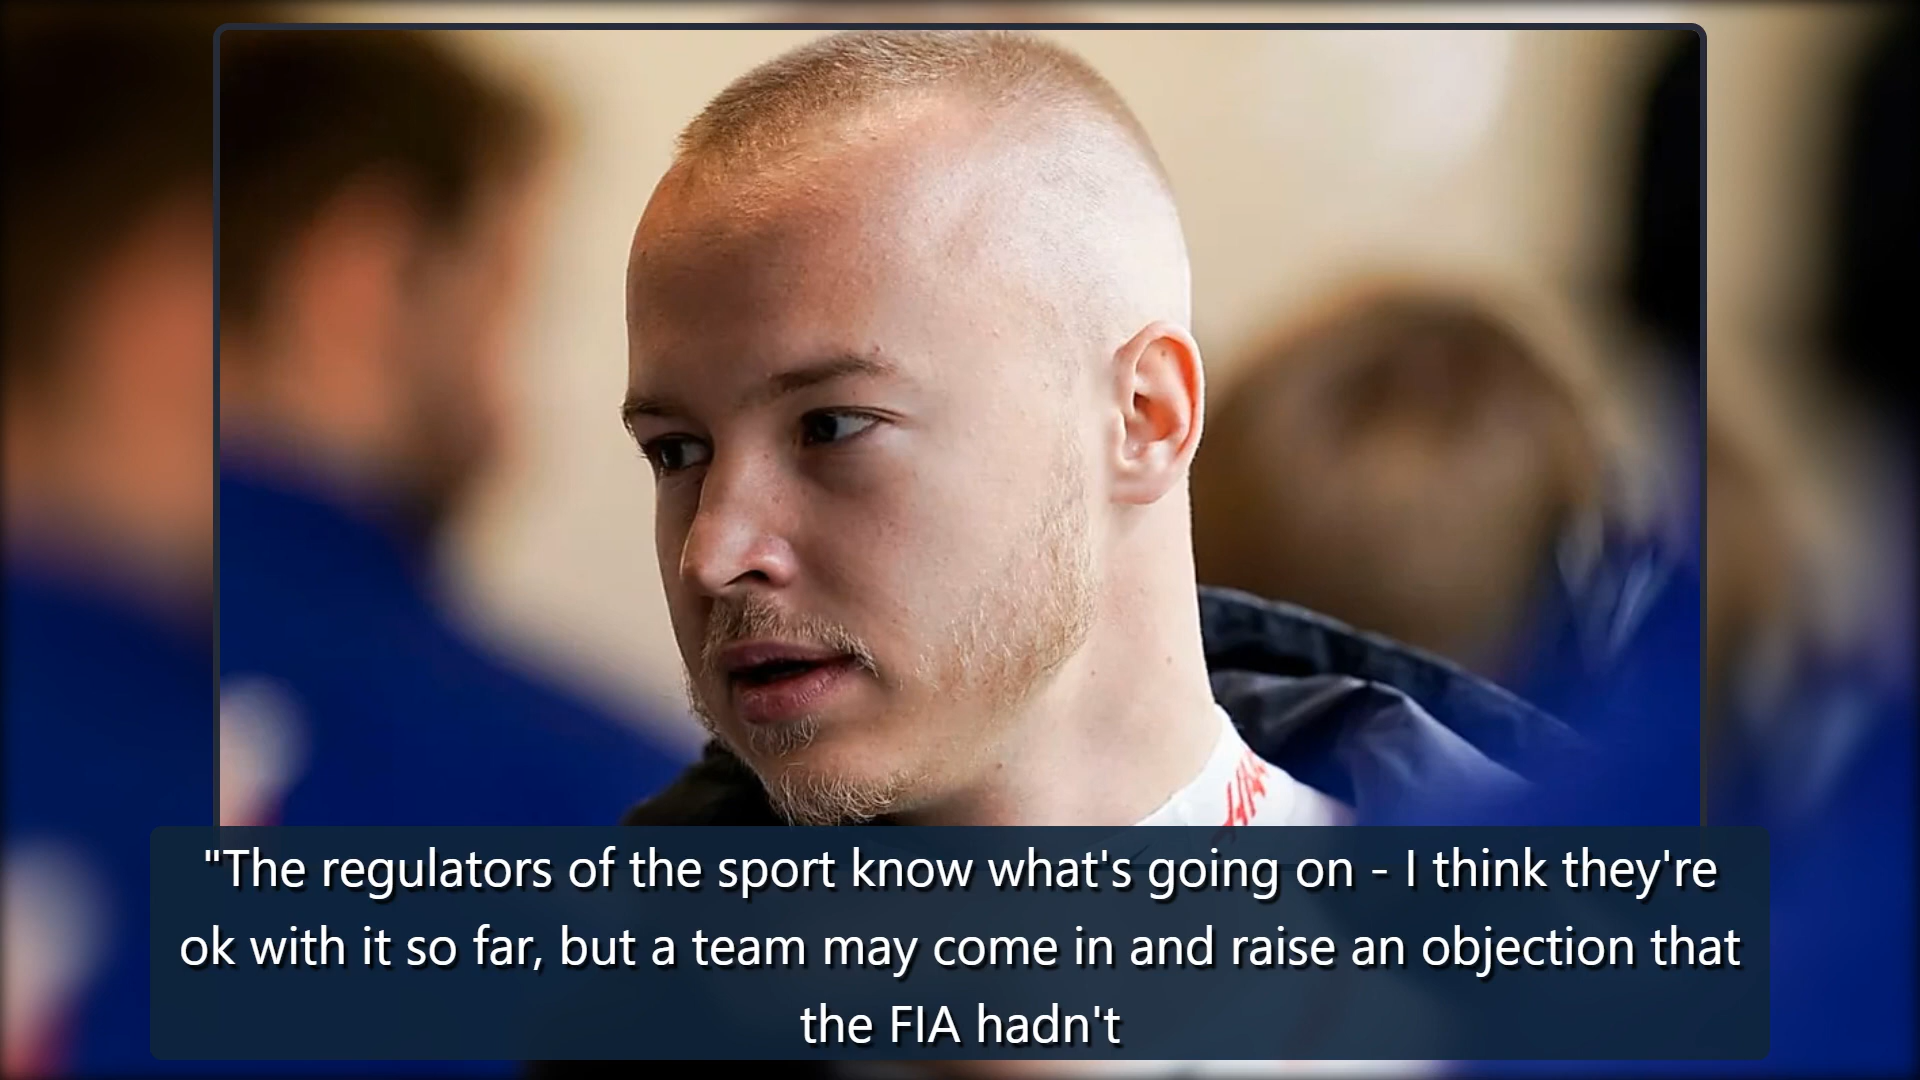 HAA
"The regulators of the sport know what's going on - I think they're
ok with it so far, but a team may come in and raise an objection that
the FIA hadn't